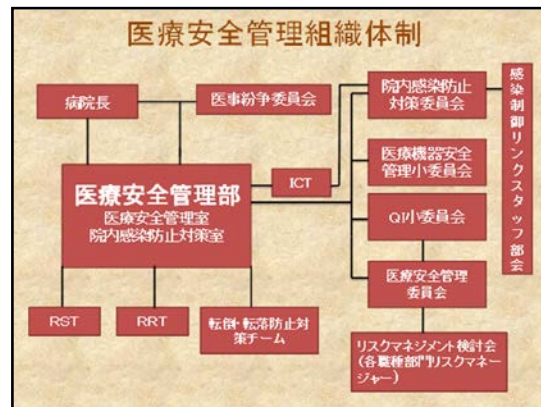 医療安全管理組織体制
病院長
医事紛争委員会
院内感染防止
対策委員会
感染制御リンクスタッフ部会
医療機器安全
管理小委員会
ICT
医療安全管理部
医療安全管理室
院内感染防止対策室
QI小委員会
医療安全管理
委員会
RST
RRT
転倒・転落防止対
策チーム
リスクマネジメント検討会
(各職種部門リスクマネー
ジャー)